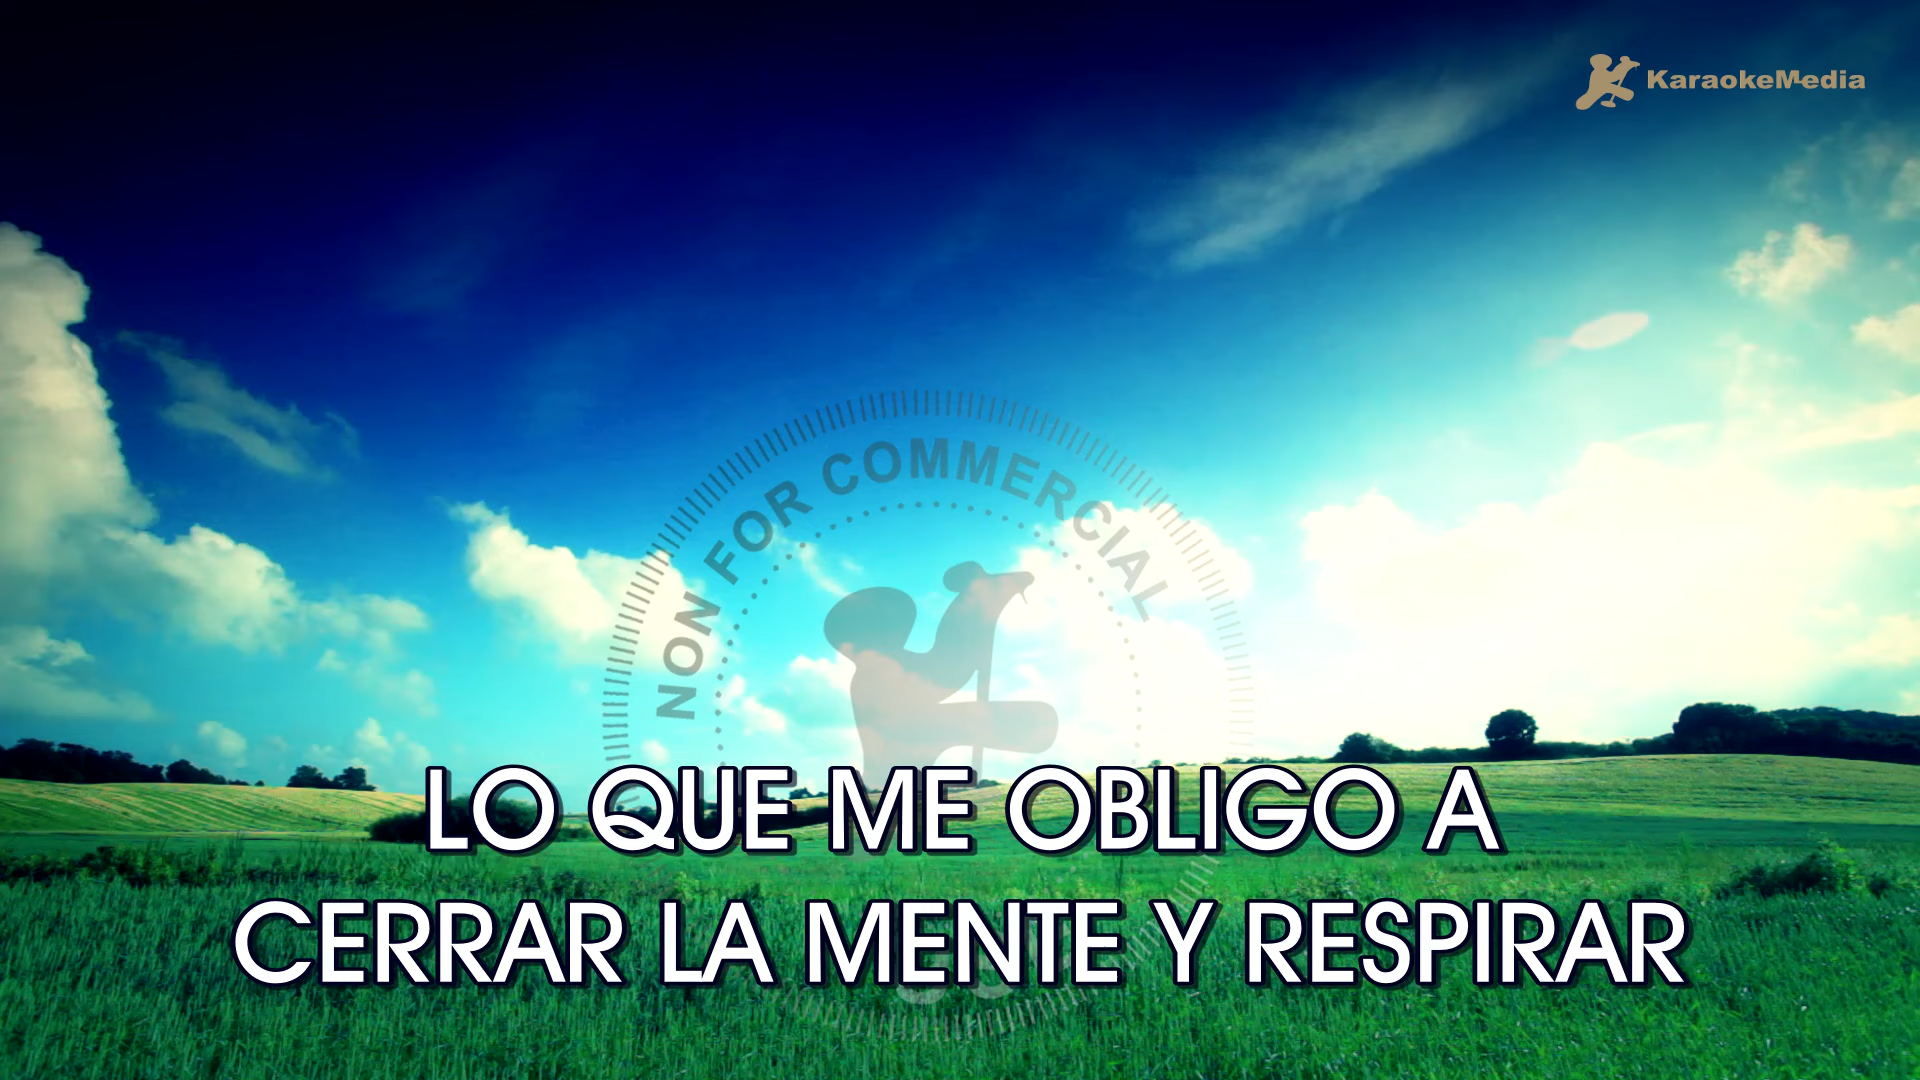 KaraokeMedia
NON FOR COMMERCIAL
LO QUE ME OBLIGO A
CERRAR LA MENTE Y RESPIRAR